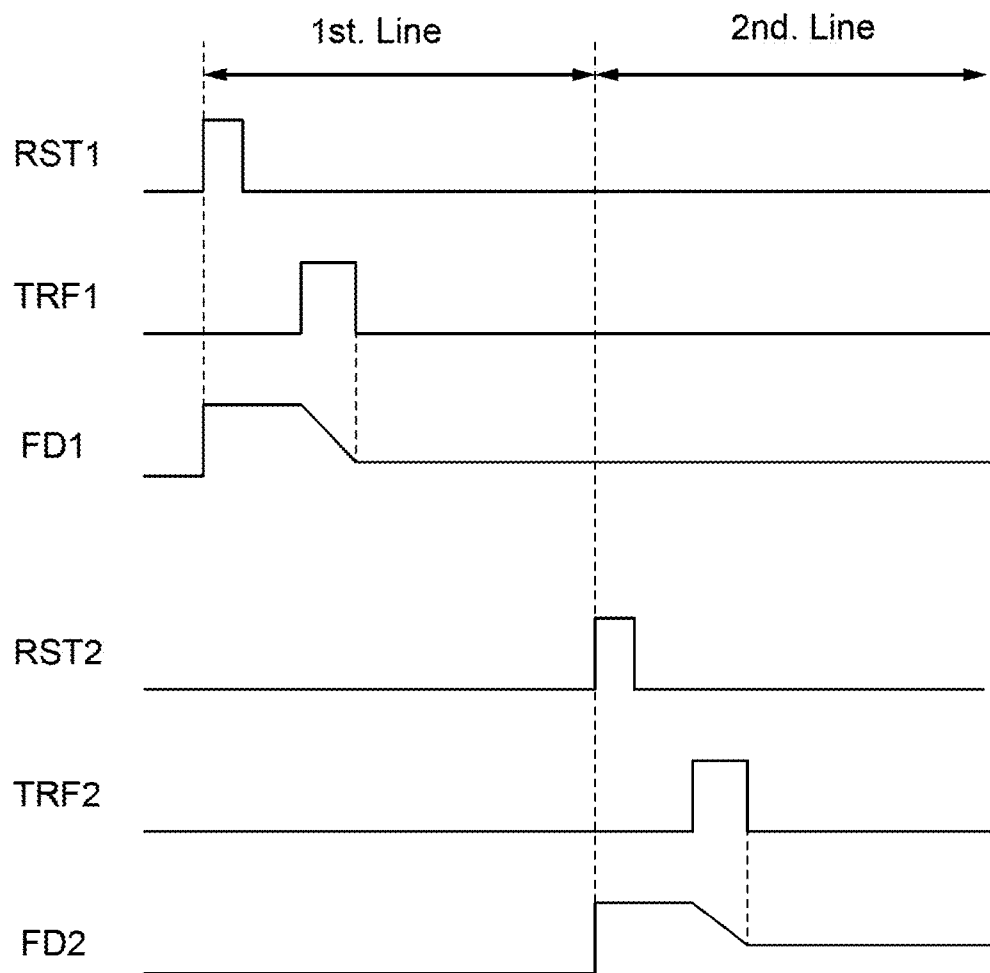 1st. Line
2nd. Line
RST1
TRF1
FD1
RST2
TRF2
FD2